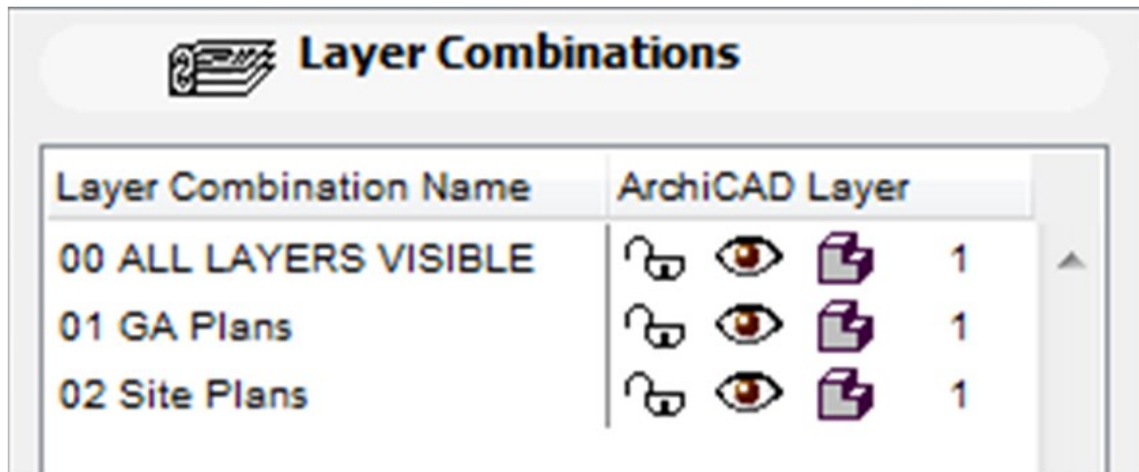 Layer Combinations
Layer Combination Name ArchiCAD Layer
00 ALL LAYERS VISIBLE 1
01 GA Plans 1
02 Site Plans 1